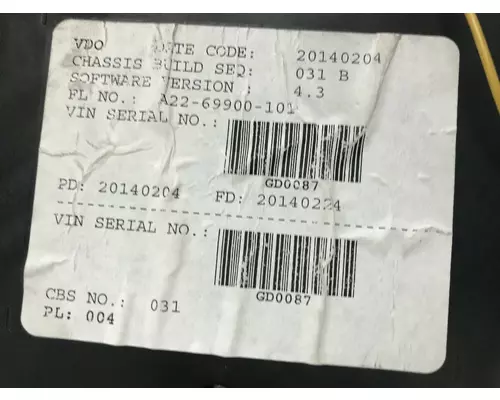 VDO DATE CODE: 20140204
CHASSIS BUILD SEQ: 031 B
SOFTWARE VERSION : 4.3
FL NO.: A22-69900-101
VIN SERIAL NO.:
GD0087
PD: 20140204 FD: 20140224
VIN SERIAL NO.:
GD0087
CBS NO.: 031
PL: 004